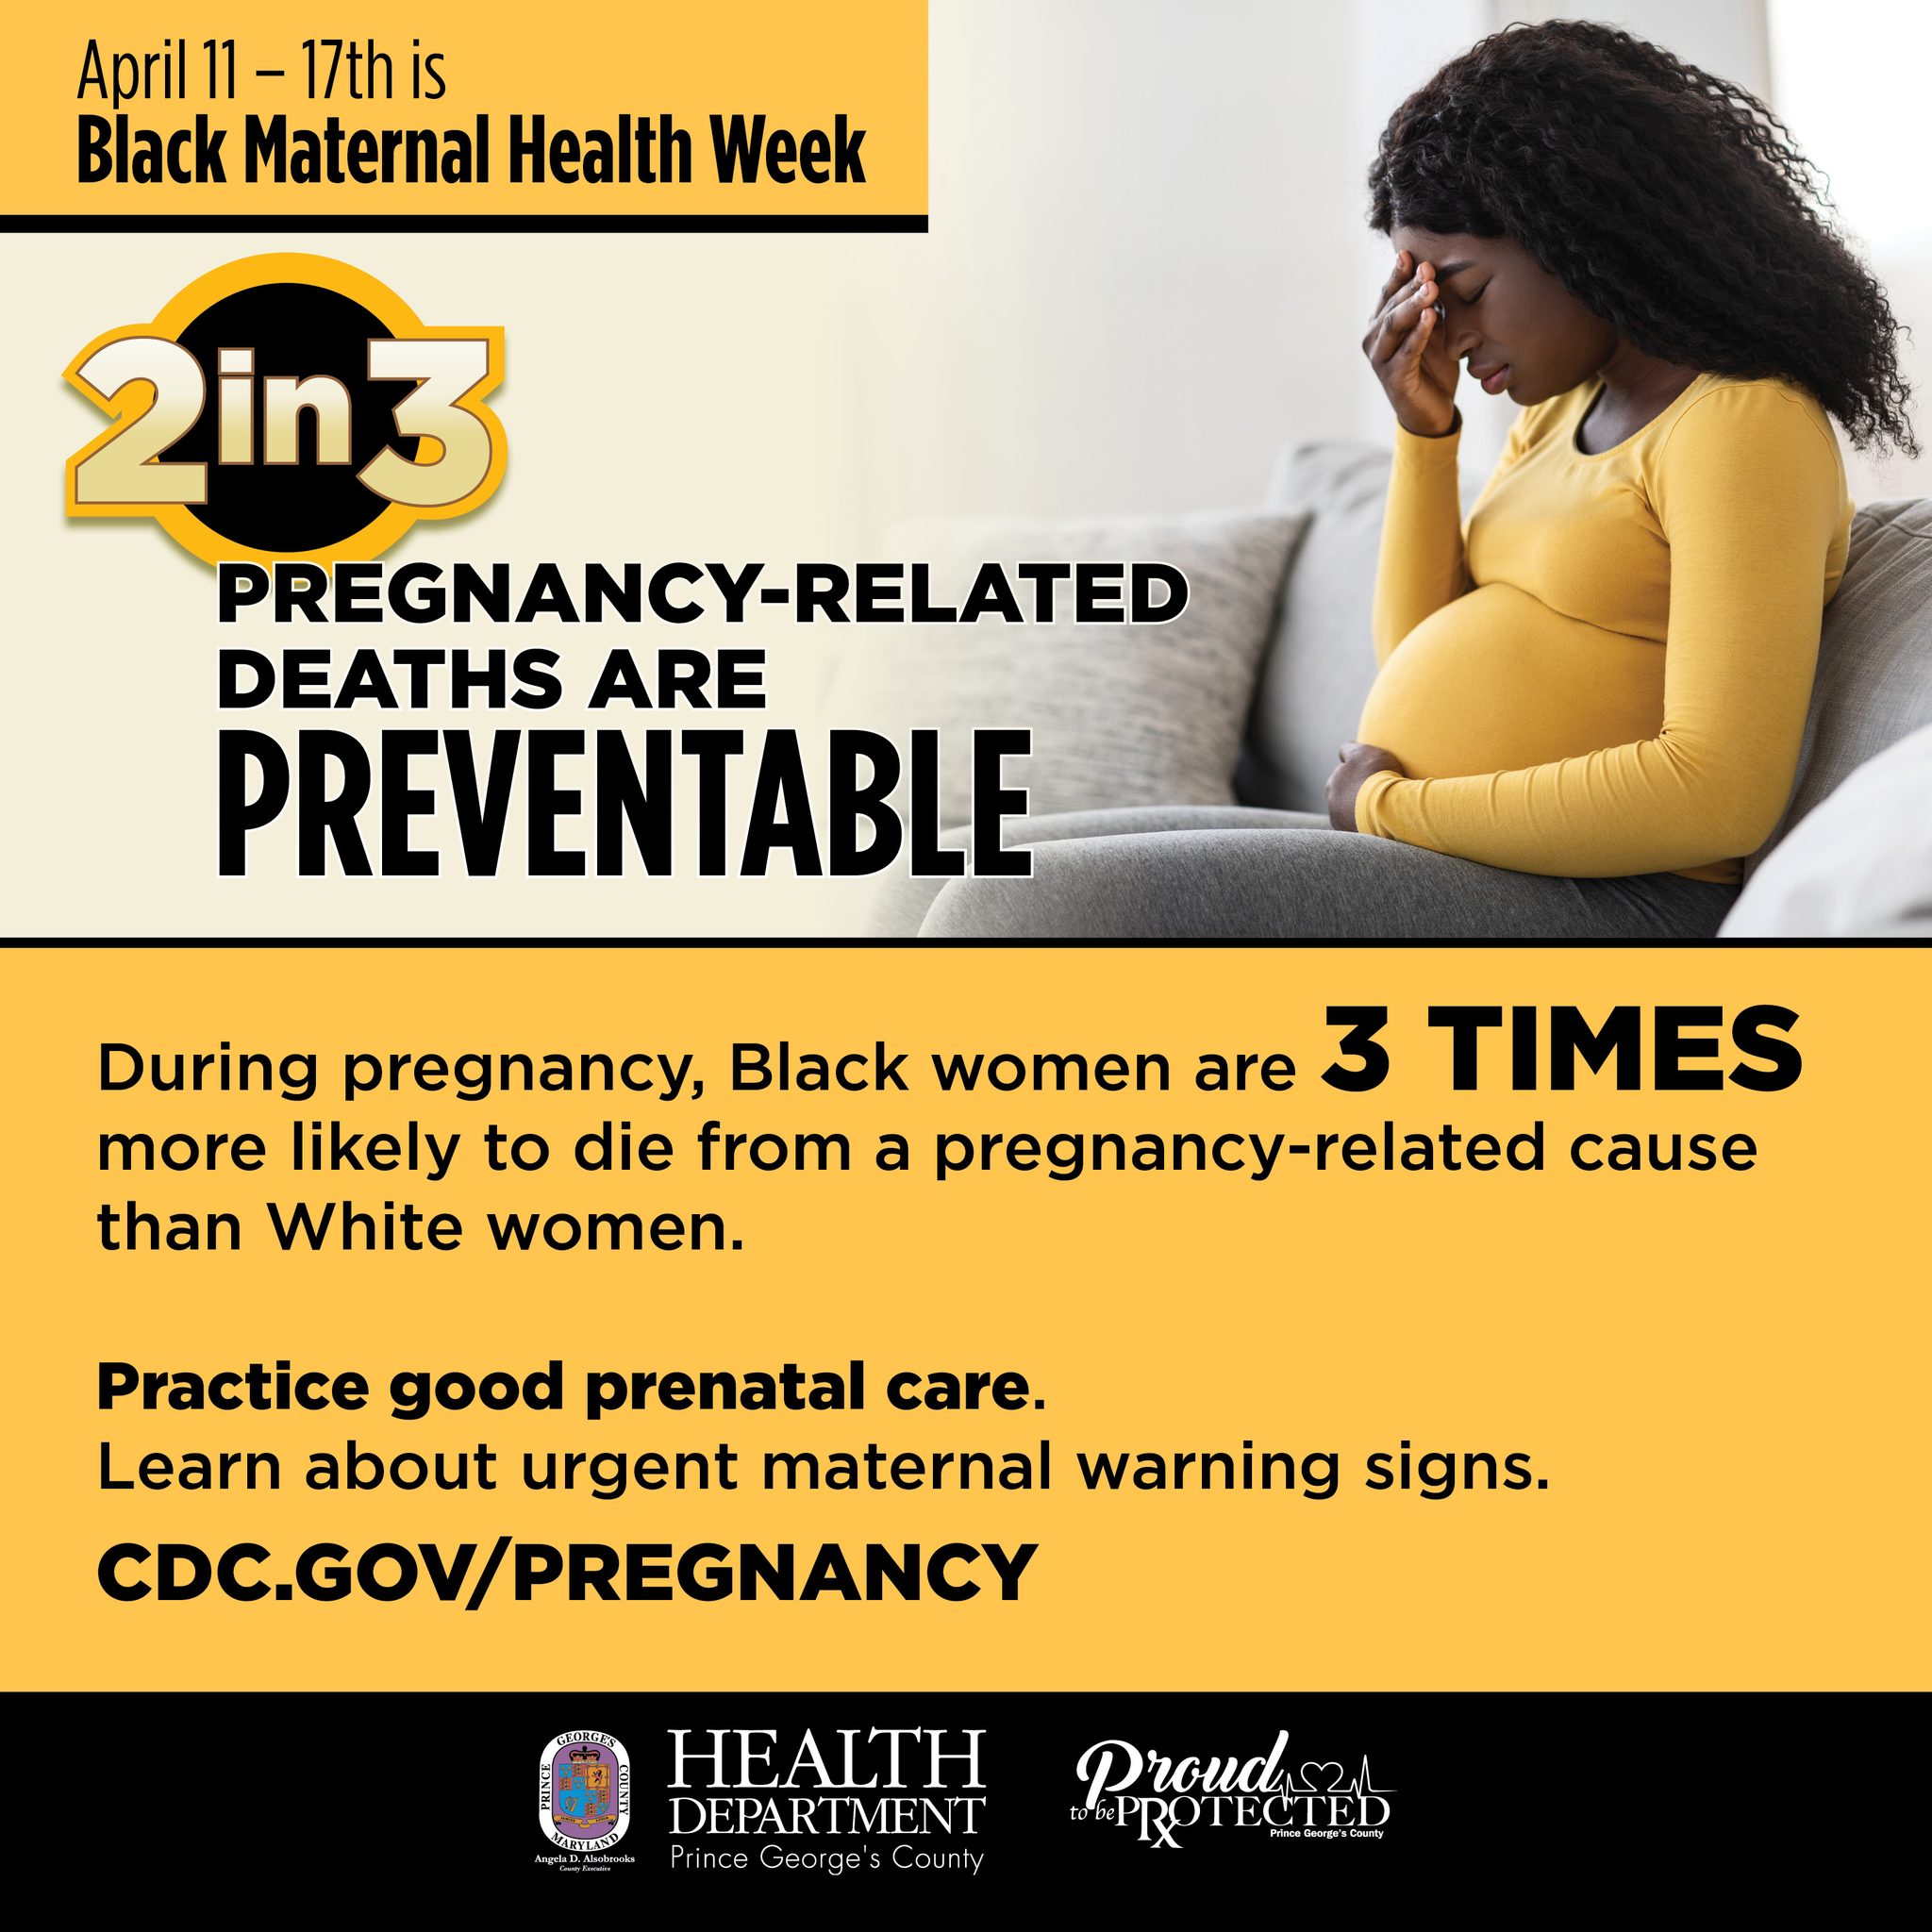 April 11 – 17th is
Black Maternal Health Week
2in3
PREGNANCY-RELATED
DEATHS ARE
PREVENTABLE
During pregnancy, Black women are 3 TIMES
more likely to die from a pregnancy-related cause
than White women.
Practice good prenatal care.
Learn about urgent maternal warning signs.
CDC.GOV/PREGNANCY
PRINCE GEORGE'S COUNTY
MARYLAND
Angela D. Alsobrooks
County Executive
HEALTH
DEPARTMENT
Prince George's County
Proud
to be PROTECTED
Prince George's County